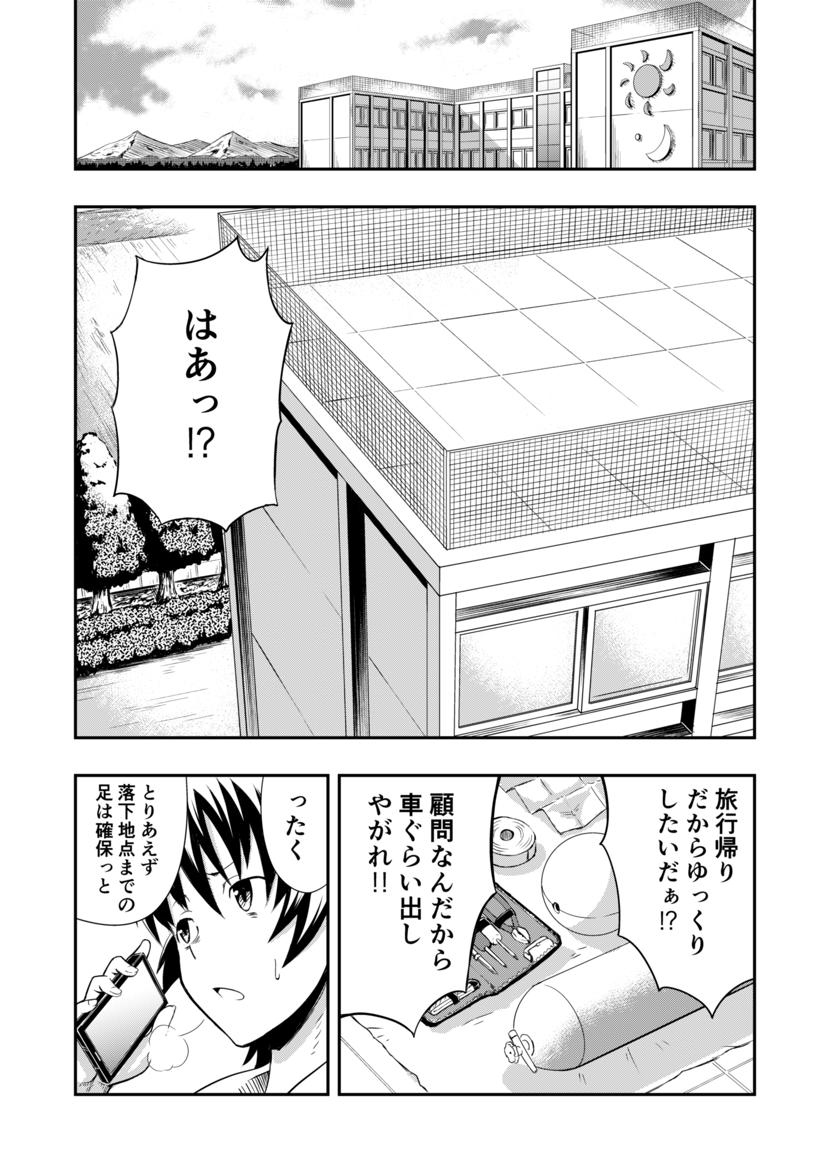 はあっ!?
旅行帰り
だからゆっくり
したいだぁ!?
顧問なんだから
車ぐらい出し
やがれ!!
ったく
とりあえず
落下地点までの
足は確保っと